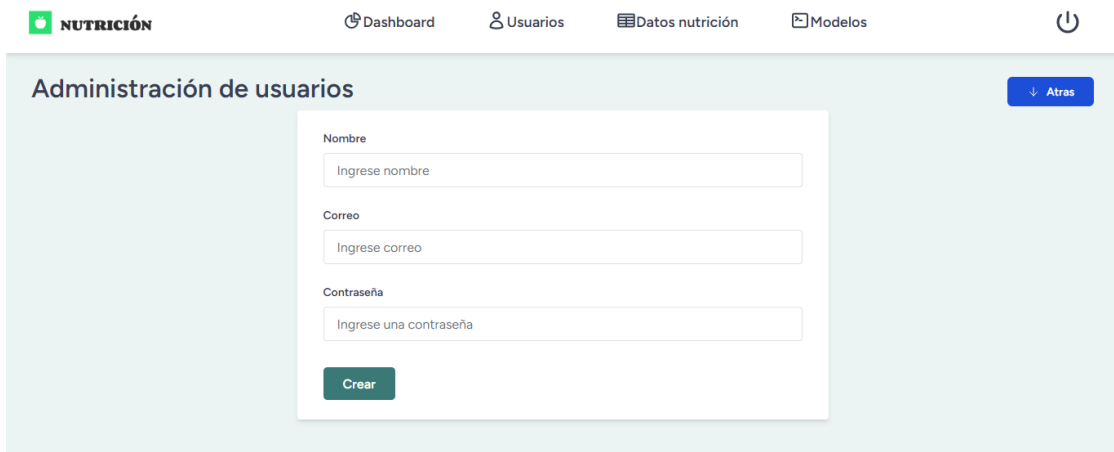 NUTRICIÓN Dashboard Usuarios Datos nutrición Modelos
Administración de usuarios
Atras
Nombre
Ingrese nombre
Correo
Ingrese correo
Contraseña
Ingrese una contraseña
Crear